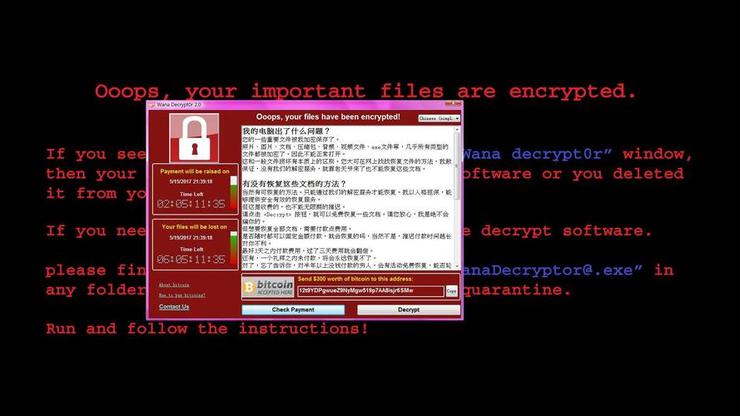 Ooops, your important files are encrypted.
If you see
Wana decrypt0r" window,
then your
software or you deleted
it from yo
If you nee
e decrypt software.
please fin
anaDecryptor@.exe" in
any folder
quarantine.
Run and follow the instructions!
Wana Decrypt0r 2.0
Ooops, your files have been encrypted!
Payment will be raised on
5/15/2017 21:39:18
Time Left
02:05:11:35
Your files will be lost on
5/19/2017 21:39:18
Time Left
06:05:11:35
About bitcoin
How to buy bitcoins?
Contact Us
我的电脑出了什么问题？
您的一些重要文件被我加密保存了。
照片、图片、文档、压缩包、音频、视频文件、exe文件等，几乎所有类型的
文件都被加密了，因此不能正常打开。
这和一般文件损坏有本质上的区别。您大可在网上找找恢复文件的方法，我敢
保证，没有我们的解密服务，就算老天爷来了也不能恢复这些文档。
有没有恢复这些文档的方法？
当然有可恢复的方法。只能通过我们的解密服务才能恢复。我以人格担保，能
够提供安全有效的恢复服务。
但这是收费的，也不能无限期的推迟。
请点击 <Decrypt> 按钮，就可以免费恢复一些文档。请您放心，我是绝不会
骗你的。
但想要恢复全部文档，需要付款点费用。
是否随时都可以固定金额付款，就会恢复的吗，当然不是，推迟付款时间越长
对你不利。
最好3天之内付款费用，过了三天费用就会翻倍。
还有，一个礼拜之内未付款，将会永远恢复不了。
对了，忘了告诉你，对半年以上没钱付款的穷人，会有活动免费恢复，能否轮
bitcoin
ACCEPTED HERE
Send $300 worth of bitcoin to this address:
12t9YDPgwueZ9NyMgw519p7AA8isjr6SMw
Copy
Check Payment
Decrypt